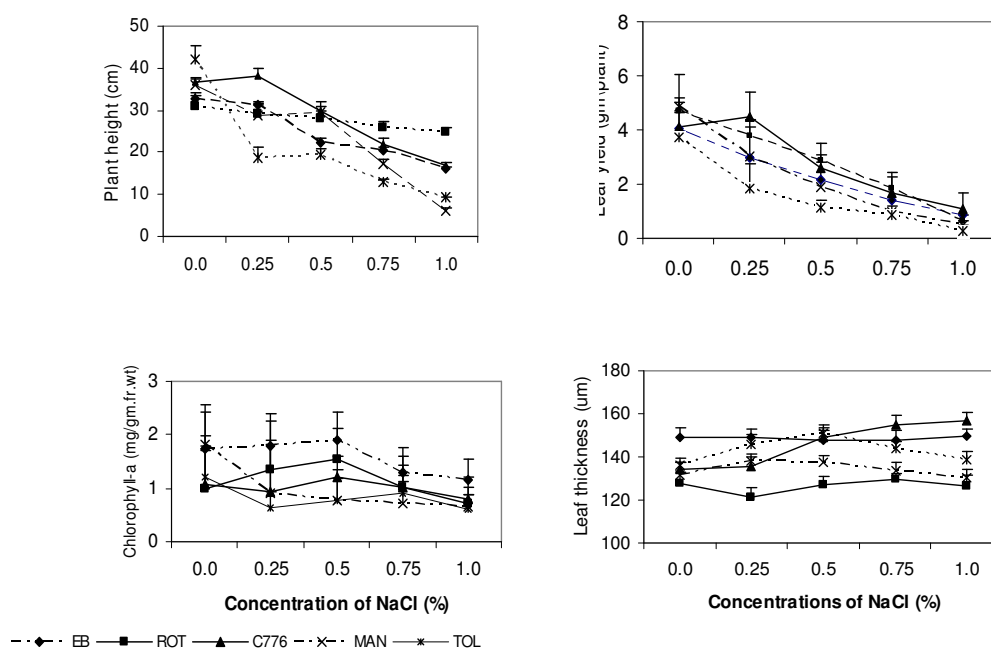 50
40
30
20
10
0
Plant height (cm)
0.0 0.25 0.5 0.75 1.0
8
6
4
2
0
Leaf yield (gm\plant)
0.0 0.25 0.5 0.75 1.0
3
2
1
0
Chlorophyll-a (mg/gm.fr.wt)
0.0 0.25 0.5 0.75 1.0
Concentration of NaCl (%)
180
160
140
120
100
Leaf thickness (um)
0.0 0.25 0.5 0.75 1.0
Concentrations of NaCl (%)
EB ROT C776 MAN TOL